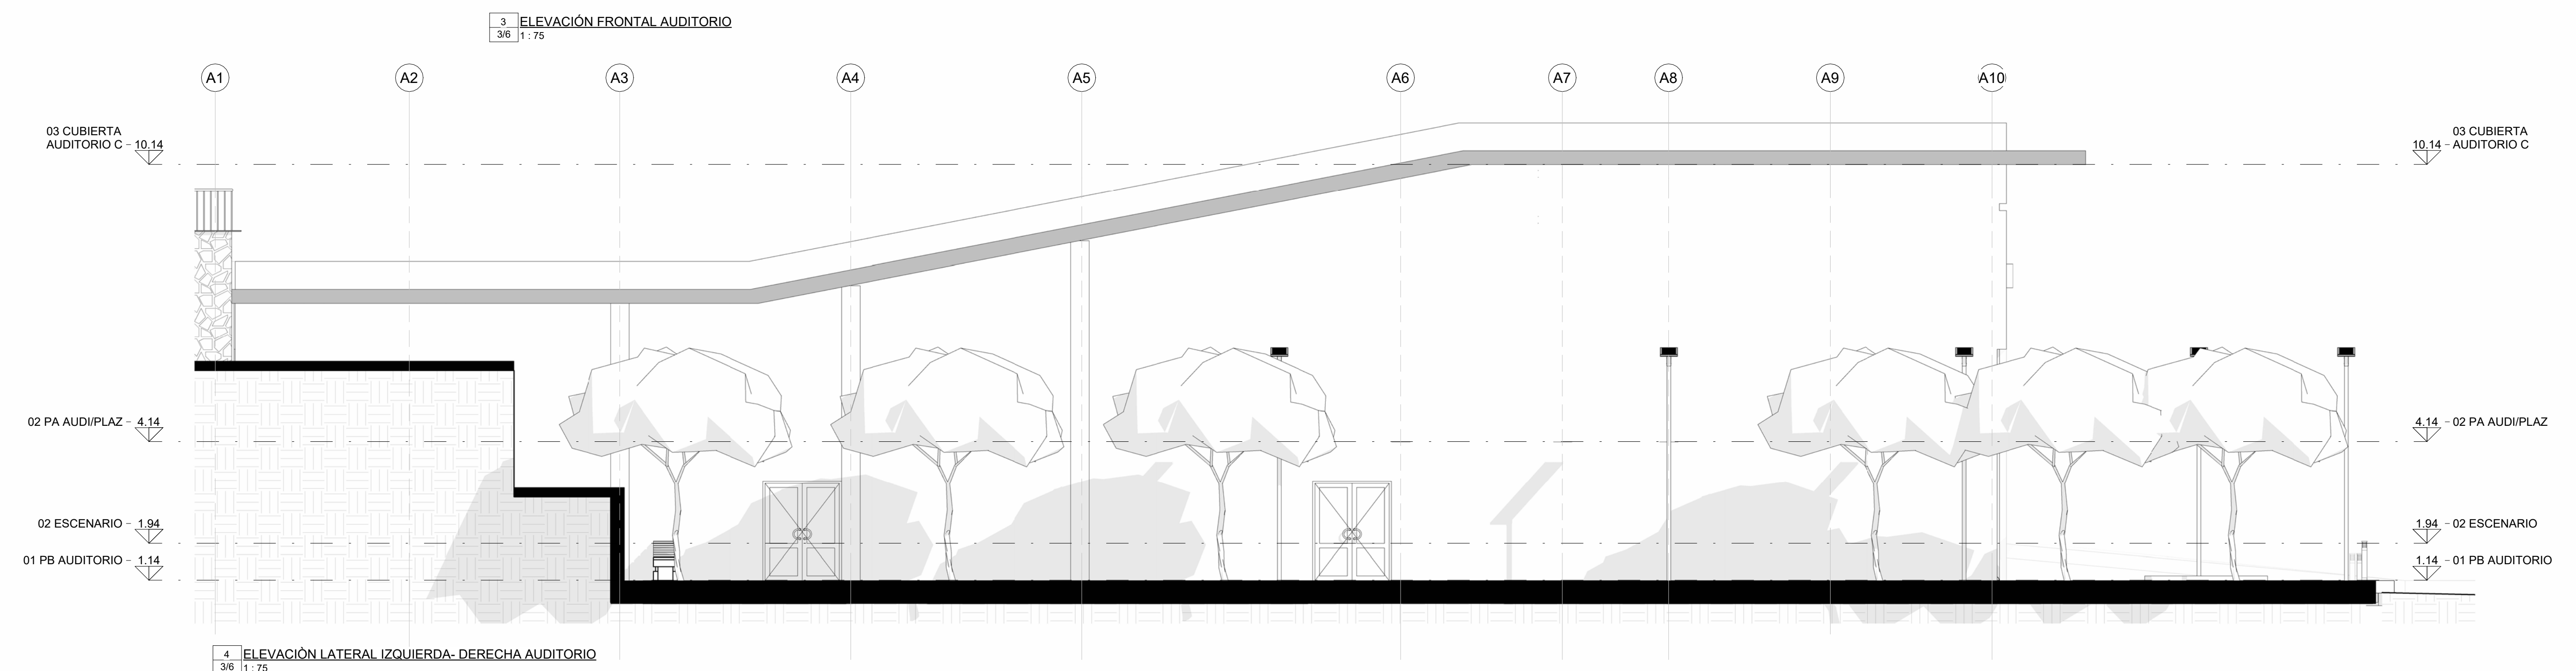 3 ELEVACIÓN FRONTAL AUDITORIO
3/6 1 : 75
A1 A2 A3 A4 A5 A6 A7 A8 A9 A10
03 CUBIERTA
AUDITORIO C 10.14
03 CUBIERTA
10.14 AUDITORIO C
02 PA AUDI/PLAZ 4.14
4.14 02 PA AUDI/PLAZ
02 ESCENARIO 1.94
1.94 02 ESCENARIO
01 PB AUDITORIO 1.14
1.14 01 PB AUDITORIO
4 ELEVACIÒN LATERAL IZQUIERDA- DERECHA AUDITORIO
3/6 1 : 75